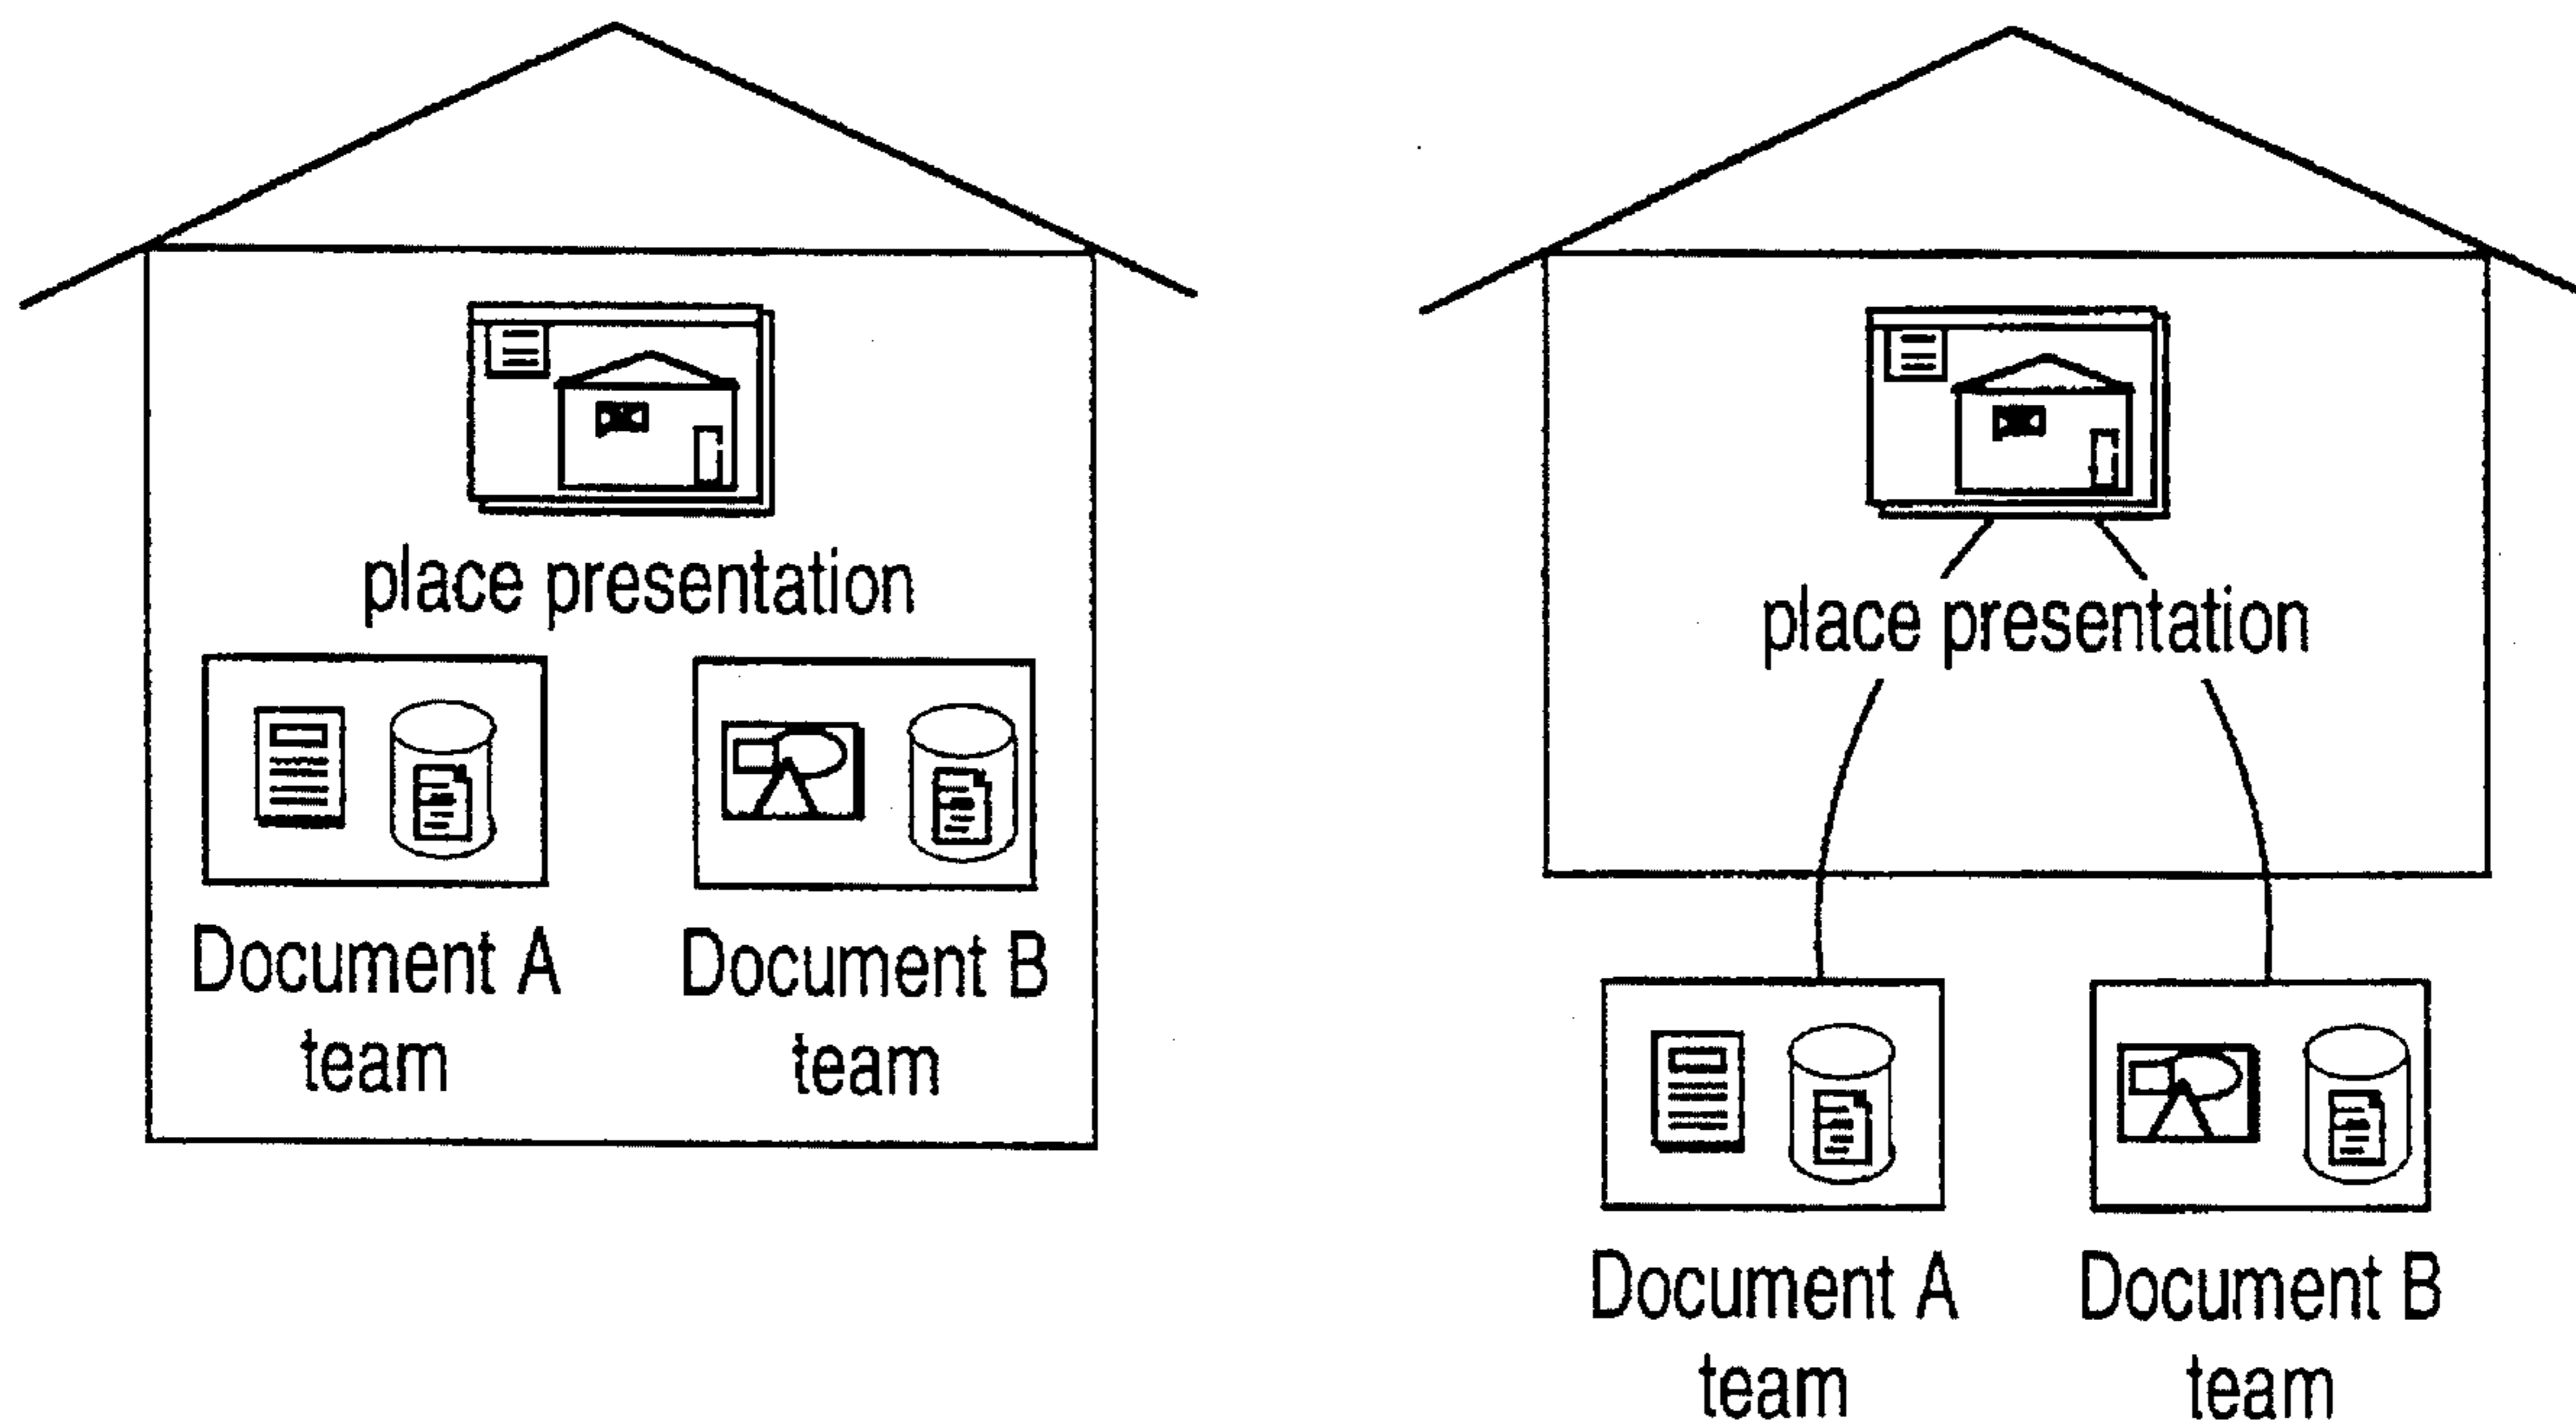 place presentation
Document A
team
Document B
team
place presentation
Document A
team
Document B
team